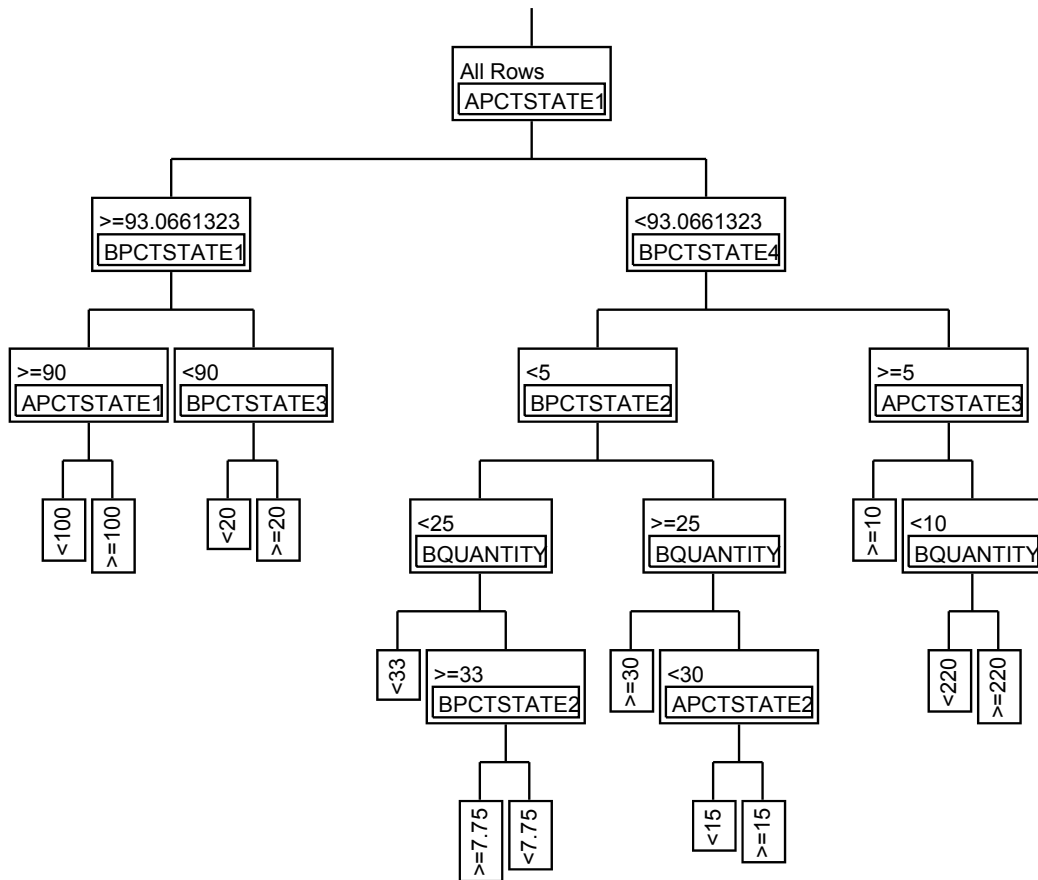 All Rows
APCTSTATE1
>=93.0661323
BPCTSTATE1
<93.0661323
BPCTSTATE4
>=90
APCTSTATE1
<90
BPCTSTATE3
<5
BPCTSTATE2
>=5
APCTSTATE3
<100
>=100
<20
>=20
<25
BQUANTITY
>=25
BQUANTITY
>=10
<10
BQUANTITY
<33
>=33
BPCTSTATE2
>=30
<30
APCTSTATE2
<220
>=220
>=7.75
<7.75
<15
>=15